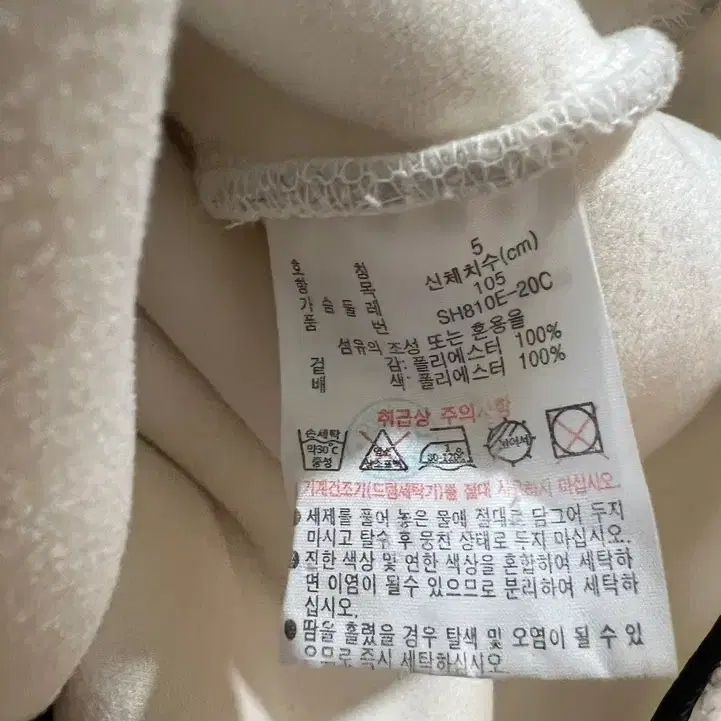 호 칭 5
항 목 신체치수(cm)
가 슴 둘 레 105
품 번 SH810E-20C
섬유의 조성 또는 혼용율
겉 감: 폴리에스터 100%
배 색: 폴리에스터 100%
취급상 주의사항
손세탁 약30℃ 중성
염소
80-120℃
기계건조기(드럼세탁기)를 절대 사용하지 마십시오.
세제를 풀어 놓은 물에 절대로 담그어 두지
마시고 탈수 후 뭉친 상태로 두지 마십시오.
진한 색상 및 연한 색상을 혼합하여 세탁하
면 이염이 될수 있으므로 분리하여 세탁하
십시오.
땀을 흘렸을 경우 탈색 및 오염이 될 수 있
으므로 즉시 세탁하십시오